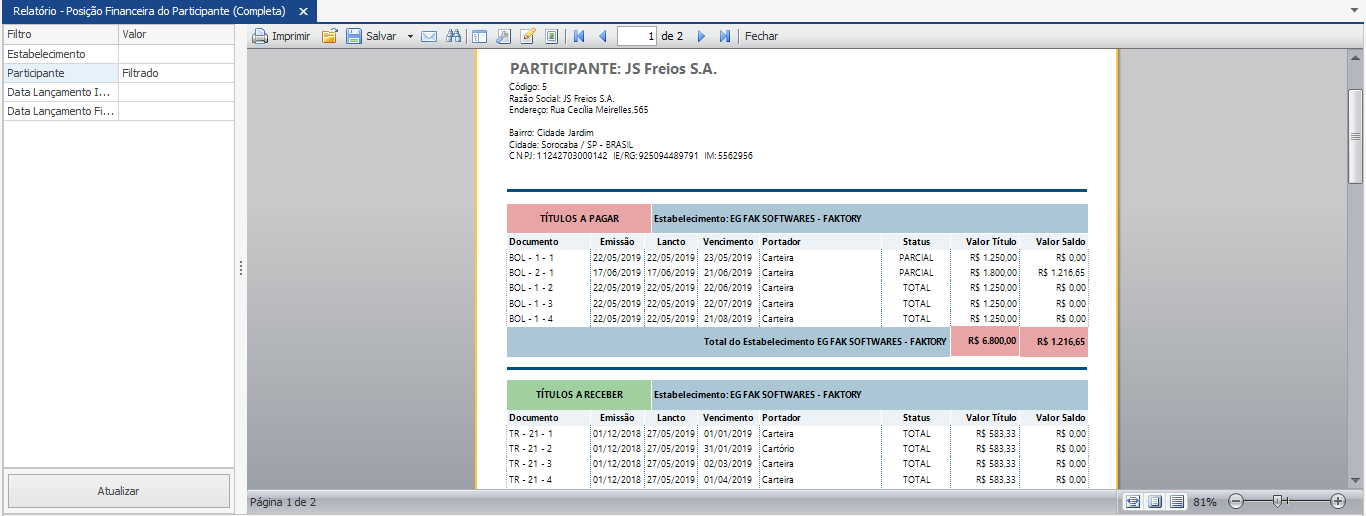 Relatório - Posição Financeira do Participante (Completa)
Filtro Valor
Estabelecimento
Participante Filtrado
Data Lançamento I...
Data Lançamento Fi...
Atualizar
Imprimir Salvar 1 de 2 Fechar
PARTICIPANTE: JS Freios S.A.
Código: 5
Razão Social: JS Freios S.A.
Endereço: Rua Cecília Meirelles,565
Bairro: Cidade Jardim
Cidade: Sorocaba / SP - BRASIL
CNPJ: 11242703000142 IE/RG: 925094489791 IM: 5562956
TÍTULOS A PAGAR Estabelecimento: EG FAK SOFTWARES - FAKTORY
Documento Emissão Lancto Vencimento Portador Status Valor Título Valor Saldo
BOL - 1 - 1 22/05/2019 22/05/2019 23/05/2019 Carteira PARCIAL R$ 1.250,00 R$ 0,00
BOL - 2 - 1 17/06/2019 17/06/2019 21/06/2019 Carteira PARCIAL R$ 1.800,00 R$ 1.216,65
BOL - 1 - 2 22/05/2019 22/05/2019 22/06/2019 Carteira TOTAL R$ 1.250,00 R$ 0,00
BOL - 1 - 3 22/05/2019 22/05/2019 22/07/2019 Carteira TOTAL R$ 1.250,00 R$ 0,00
BOL - 1 - 4 22/05/2019 22/05/2019 21/08/2019 Carteira TOTAL R$ 1.250,00 R$ 0,00
Total do Estabelecimento EG FAK SOFTWARES - FAKTORY R$ 6.800,00 R$ 1.216,65
TÍTULOS A RECEBER Estabelecimento: EG FAK SOFTWARES - FAKTORY
Documento Emissão Lancto Vencimento Portador Status Valor Título Valor Saldo
TR - 21 - 1 01/12/2018 27/05/2019 01/01/2019 Carteira TOTAL R$ 583,33 R$ 0,00
TR - 21 - 2 01/12/2018 27/05/2019 31/01/2019 Cartório TOTAL R$ 583,33 R$ 0,00
TR - 21 - 3 01/12/2018 27/05/2019 02/03/2019 Carteira TOTAL R$ 583,33 R$ 0,00
TR - 21 - 4 01/12/2018 27/05/2019 01/04/2019 Carteira TOTAL R$ 583,33 R$ 0,00
Página 1 de 2 81%